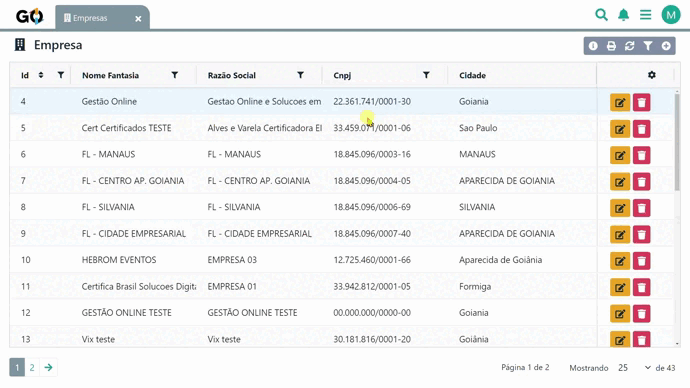 GO Empresas M
Empresa
Id Nome Fantasia Razão Social Cnpj Cidade
4 Gestão Online Gestao Online e Solucoes em 22.361.741/0001-30 Goiania
5 Cert Certificados TESTE Alves e Varela Certificadora El 33.459.071/0001-06 Sao Paulo
6 FL - MANAUS FL - MANAUS 18.845.096/0003-16 MANAUS
7 FL - CENTRO AP. GOIANIA FL - CENTRO AP. GOIANIA 18.845.096/0004-05 APARECIDA DE GOIANIA
8 FL - SILVANIA FL - SILVANIA 18.845.096/0006-69 SILVANIA
9 FL - CIDADE EMPRESARIAL FL - CIDADE EMPRESARIAL 18.845.096/0007-40 APARECIDA DE GOIANIA
10 HEBROM EVENTOS EMPRESA 03 12.725.460/0001-66 Aparecida de Goiânia
11 Certifica Brasil Solucoes Digit EMPRESA 01 33.942.812/0001-05 Formiga
12 GESTÃO ONLINE TESTE GESTÃO ONLINE TESTE 00.000.000/0000-00 Goiania
13 Vix teste Vix teste 30.181.816/0001-20 Goiânia
1 2 Página 1 de 2 Mostrando 25 de 43